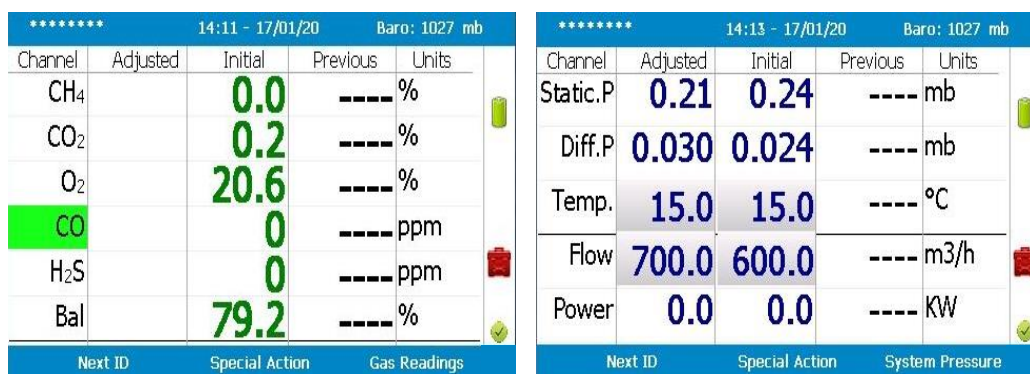 ******** 14:11 - 17/01/20 Baro: 1027 mb
Channel Adjusted Initial Previous Units
CH4 0.0 ---- %
CO2 0.2 ---- %
O2 20.6 ---- %
CO 0 ---- ppm
H2S 0 ---- ppm
Bal 79.2 ---- %
Next ID Special Action Gas Readings
******** 14:13 - 17/01/20 Baro: 1027 mb
Channel Adjusted Initial Previous Units
Static.P 0.21 0.24 ---- mb
Diff.P 0.030 0.024 ---- mb
Temp. 15.0 15.0 ---- °C
Flow 700.0 600.0 ---- m3/h
Power 0.0 0.0 ---- KW
Next ID Special Action System Pressure